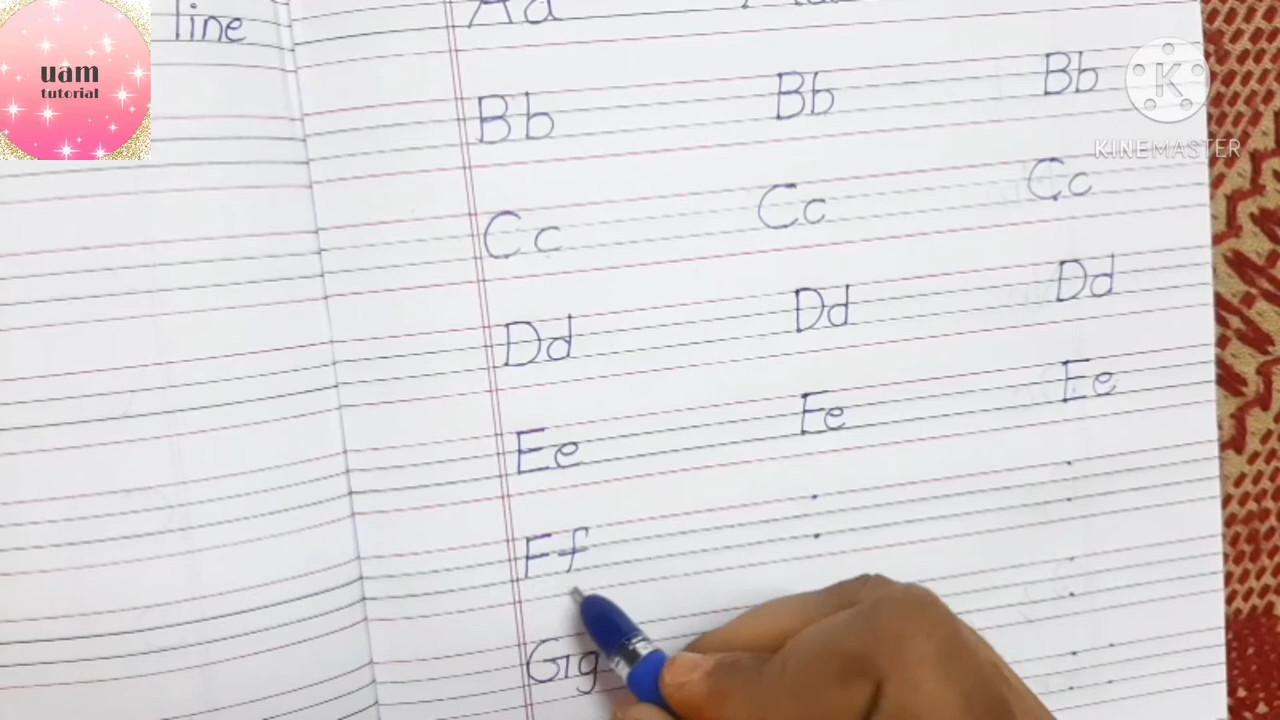 uam
tutorial
line
KINEMASTER
Bb Bb Bb
Cc Cc Cc
Dd Dd Dd
Ee Ee Ee
Ff
Gg